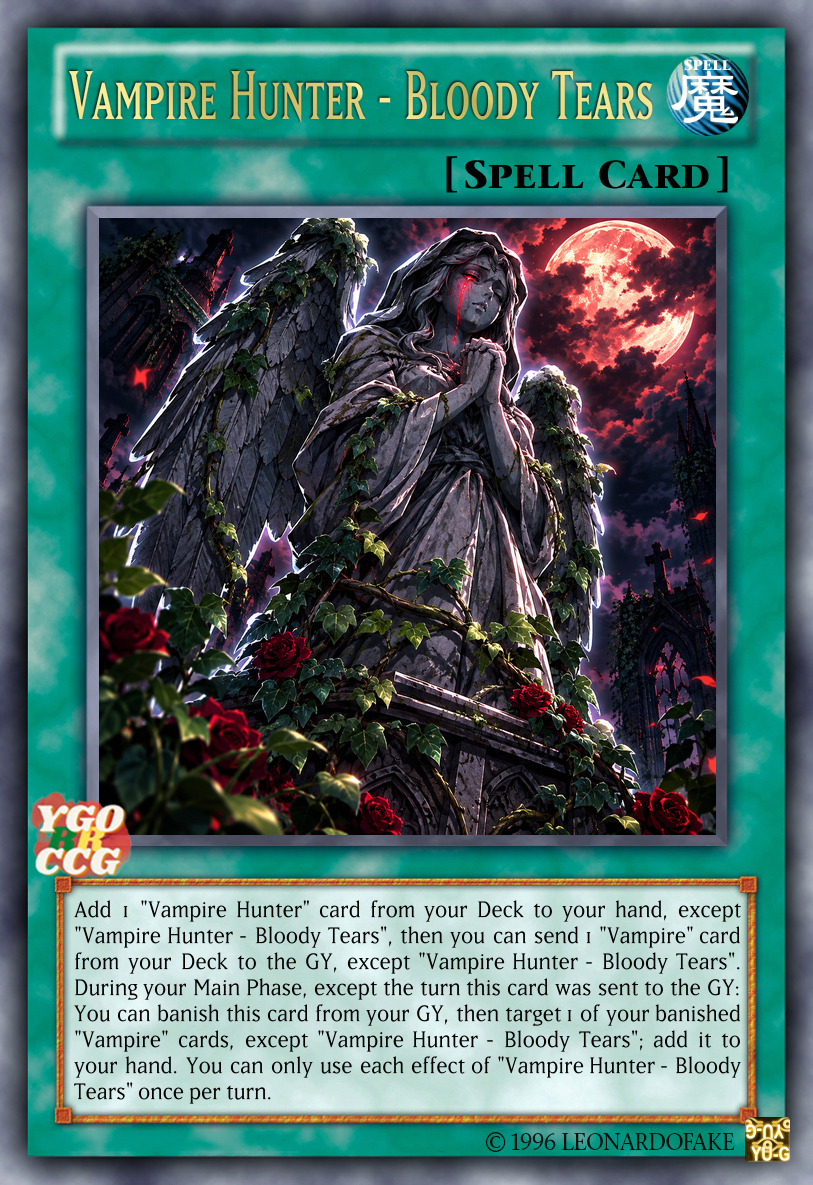 Vampire Hunter - Bloody Tears
SPELL
魔
[Spell Card]
YGO
BR
CCG
Add 1 "Vampire Hunter" card from your Deck to your hand, except
"Vampire Hunter - Bloody Tears", then you can send 1 "Vampire" card
from your Deck to the GY, except "Vampire Hunter - Bloody Tears".
During your Main Phase, except the turn this card was sent to the GY:
You can banish this card from your GY, then target 1 of your banished
"Vampire" cards, except "Vampire Hunter - Bloody Tears"; add it to
your hand. You can only use each effect of "Vampire Hunter - Bloody
Tears" once per turn.
© 1996 LEONARDOFAKE